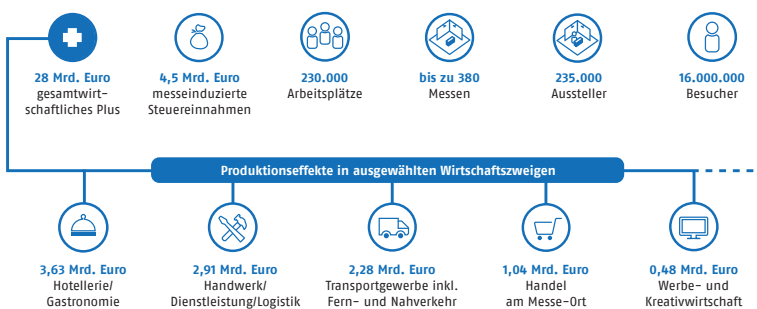 28 Mrd. Euro
gesamtwirt-
schaftliches Plus
4,5 Mrd. Euro
messeinduzierte
Steuereinnahmen
230.000
Arbeitsplätze
bis zu 380
Messen
235.000
Aussteller
16.000.000
Besucher
Produktionseffekte in ausgewählten Wirtschaftszweigen
3,63 Mrd. Euro
Hotellerie/
Gastronomie
2,91 Mrd. Euro
Handwerk/
Dienstleistung/Logistik
2,28 Mrd. Euro
Transportgewerbe inkl.
Fern- und Nahverkehr
1,04 Mrd. Euro
Handel
am Messe-Ort
0,48 Mrd. Euro
Werbe- und
Kreativwirtschaft